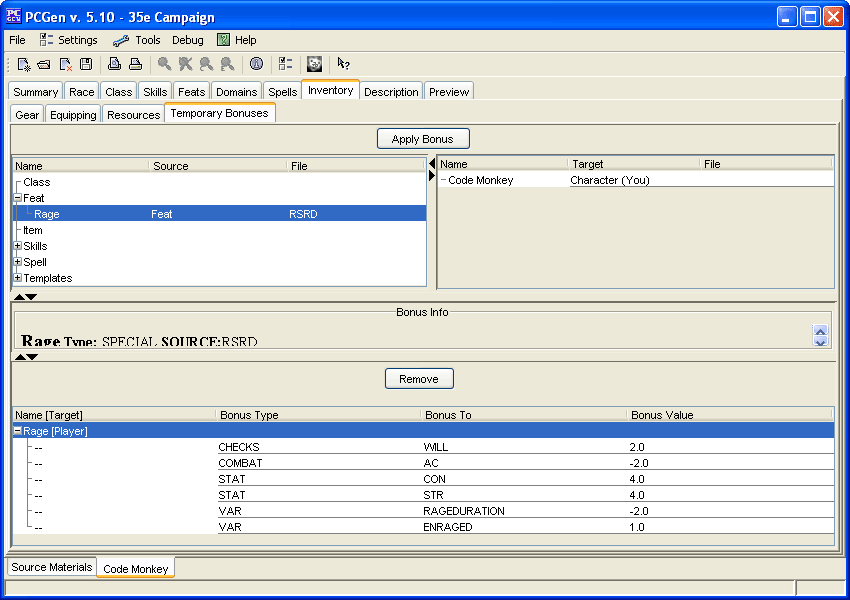 PCGen v. 5.10 - 35e Campaign
File Settings Tools Debug Help
Summary Race Class Skills Feats Domains Spells Inventory Description Preview
Gear Equipping Resources Temporary Bonuses
Apply Bonus
Name Source File
Class
Feat
Rage Feat RSRD
Item
Skills
Spell
Templates
Name Target File
Code Monkey Character (You)
Bonus Info
Rage Type: SPECIAL SOURCE:RSRD
Remove
Name [Target] Bonus Type Bonus To Bonus Value
Rage [Player]
-- CHECKS WILL 2.0
-- COMBAT AC -2.0
-- STAT CON 4.0
-- STAT STR 4.0
-- VAR RAGEDURATION -2.0
-- VAR ENRAGED 1.0
Source Materials Code Monkey